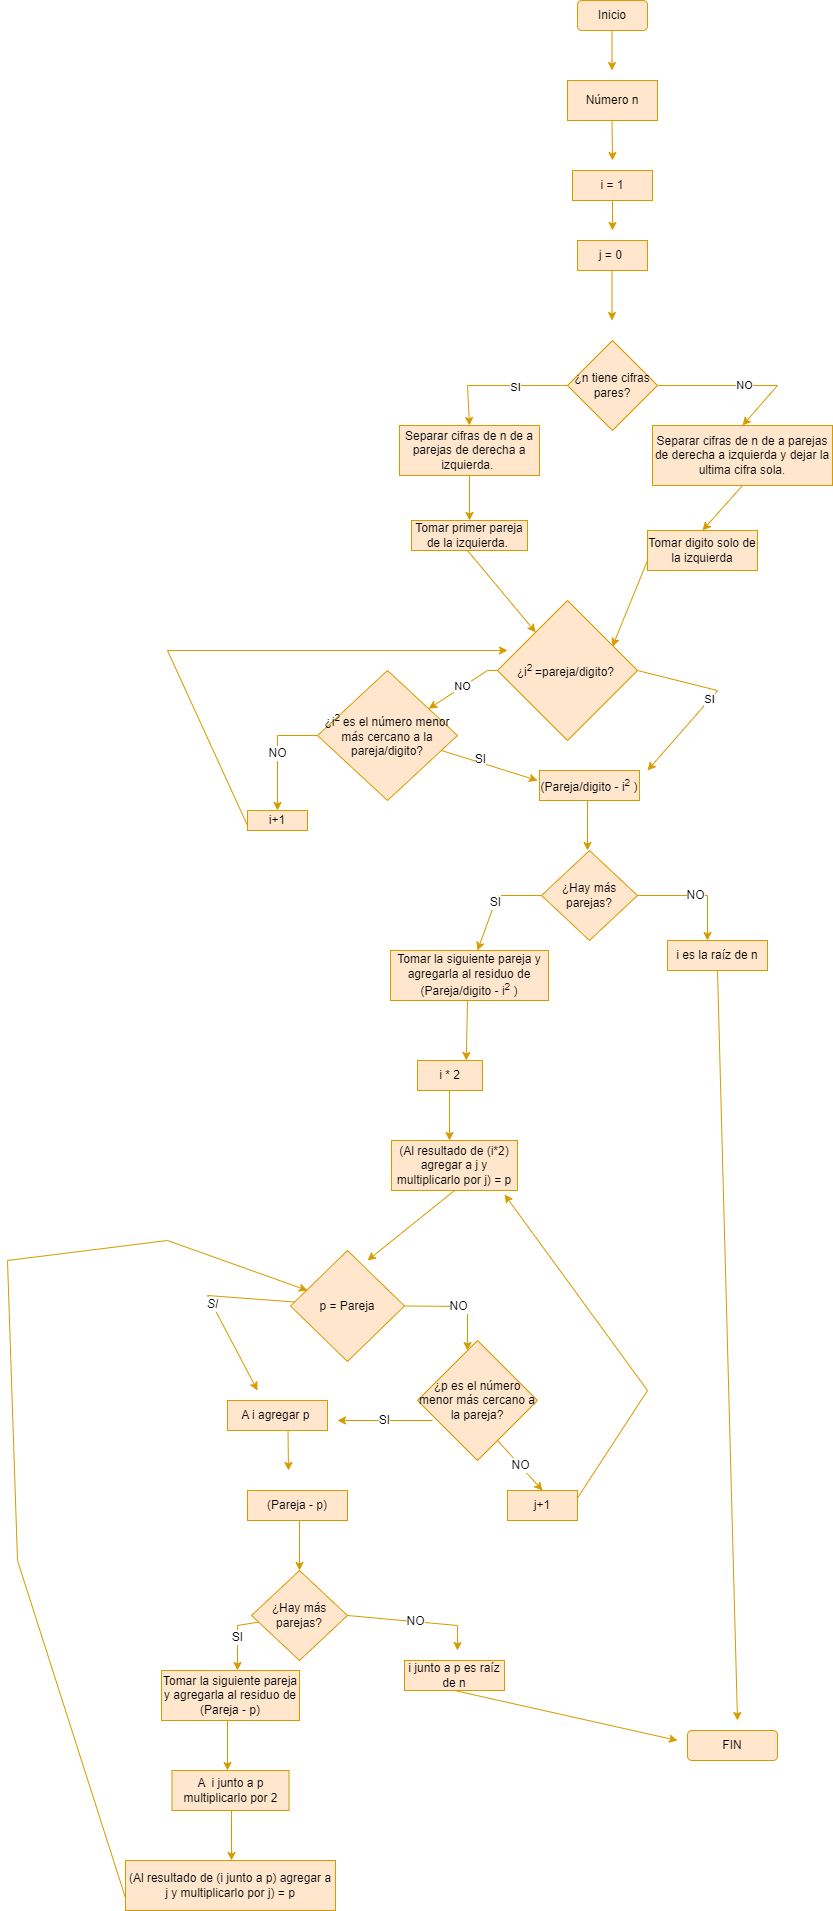 Inicio
Número n
i = 1
j = 0
¿n tiene cifras
pares?
SI
NO
Separar cifras de n de a
parejas de derecha a
izquierda.
Separar cifras de n de a parejas
de derecha a izquierda y dejar la
ultima cifra sola.
Tomar primer pareja
de la izquierda.
Tomar digito solo de
la izquierda
¿i² =pareja/digito?
NO
SI
¿i² es el número menor
más cercano a la
pareja/digito?
NO
SI
i+1
(Pareja/digito - i² )
¿Hay más
parejas?
SI
NO
Tomar la siguiente pareja y
agregarla al residuo de
(Pareja/digito - i² )
i es la raíz de n
i * 2
(Al resultado de (i*2)
agregar a j y
multiplicarlo por j) = p
p = Pareja
SI
NO
¿p es el número
menor más cercano a
la pareja?
SI
NO
A i agregar p
j+1
(Pareja - p)
¿Hay más
parejas?
SI
NO
Tomar la siguiente pareja
y agregarla al residuo de
(Pareja - p)
i junto a p es raíz
de n
FIN
A i junto a p
multiplicarlo por 2
(Al resultado de (i junto a p) agregar a
j y multiplicarlo por j) = p